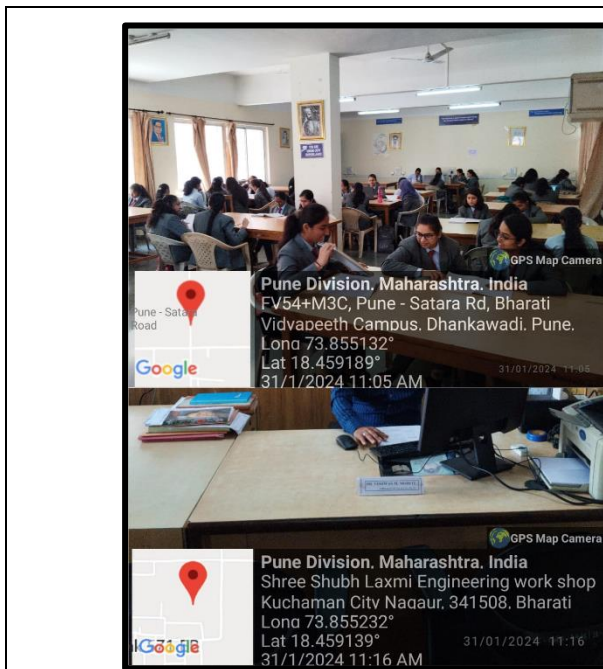 GPS Map Camera
Pune Division, Maharashtra, India
FV54+M3C, Pune - Satara Rd, Bharati
Vidyapeeth Campus, Dhankawadi, Pune,
Long 73.855132°
Lat 18.459189°
31/1/2024 11:05 AM
31/01/2024 11:05
Pune - Satara
Road
Google
GPS Map Camera
Pune Division, Maharashtra, India
Shree Shubh Laxmi Engineering work shop
Kuchaman City Nagaur, 341508, Bharati
Long 73.855232°
Lat 18.459139°
31/1/2024 11:16 AM
31/01/2024 11:16
Google